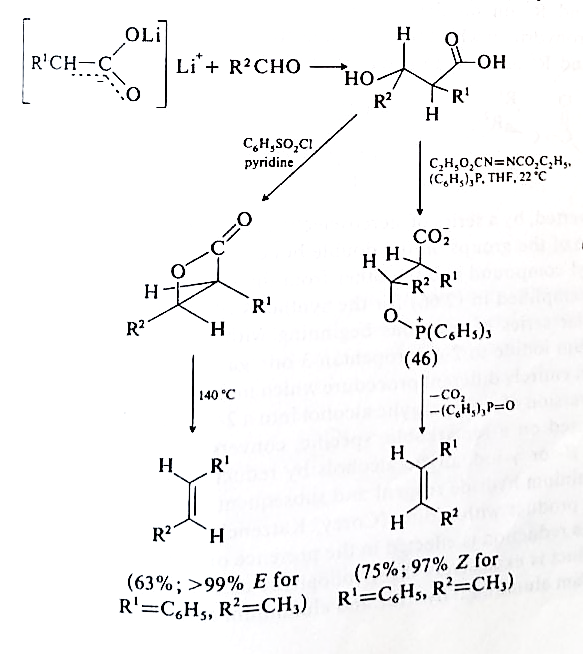 [R¹CH—C OLi O] Li⁺ + R²CHO ⟶ HO H R² H R¹ O OH
C₆H₅SO₂Cl
pyridine
C₂H₅O₂CN=NCO₂C₂H₅,
(C₆H₅)₃P, THF, 22 °C
O C O H R² H R¹
CO₂⁻ H H R¹ R² O P⁺(C₆H₅)₃
(46)
140 °C
−CO₂
−(C₆H₅)₃P=O
H R¹ R² H
H R¹ H R²
(63%; >99% E for
R¹=C₆H₅, R²=CH₃)
(75%; 97% Z for
R¹=C₆H₅, R²=CH₃)